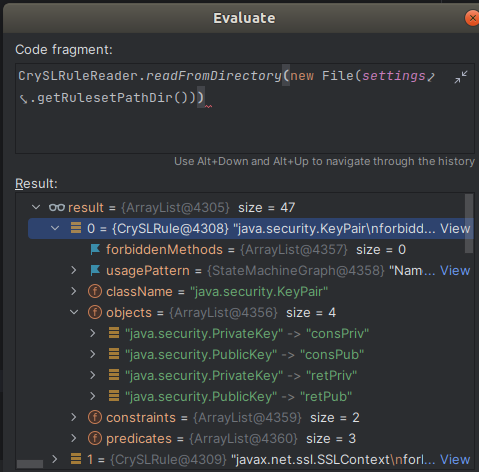 Evaluate
Code fragment:
CrySLRuleReader.readFromDirectory(new File(settings
.getRulesetPathDir()))
Use Alt+Down and Alt+Up to navigate through the history
Result:
result = {ArrayList@4305} size = 47
0 = {CrySLRule@4308} "java.security.KeyPair\nforbidd... View
forbiddenMethods = {ArrayList@4357} size = 0
usagePattern = {StateMachineGraph@4358} "Nam... View
className = "java.security.KeyPair"
objects = {ArrayList@4356} size = 4
"java.security.PrivateKey" -> "consPriv"
"java.security.PublicKey" -> "consPub"
"java.security.PrivateKey" -> "retPriv"
"java.security.PublicKey" -> "retPub"
constraints = {ArrayList@4359} size = 2
predicates = {ArrayList@4360} size = 3
1 = {CrySLRule@4309} "javax.net.ssl.SSLContext\nforl... View